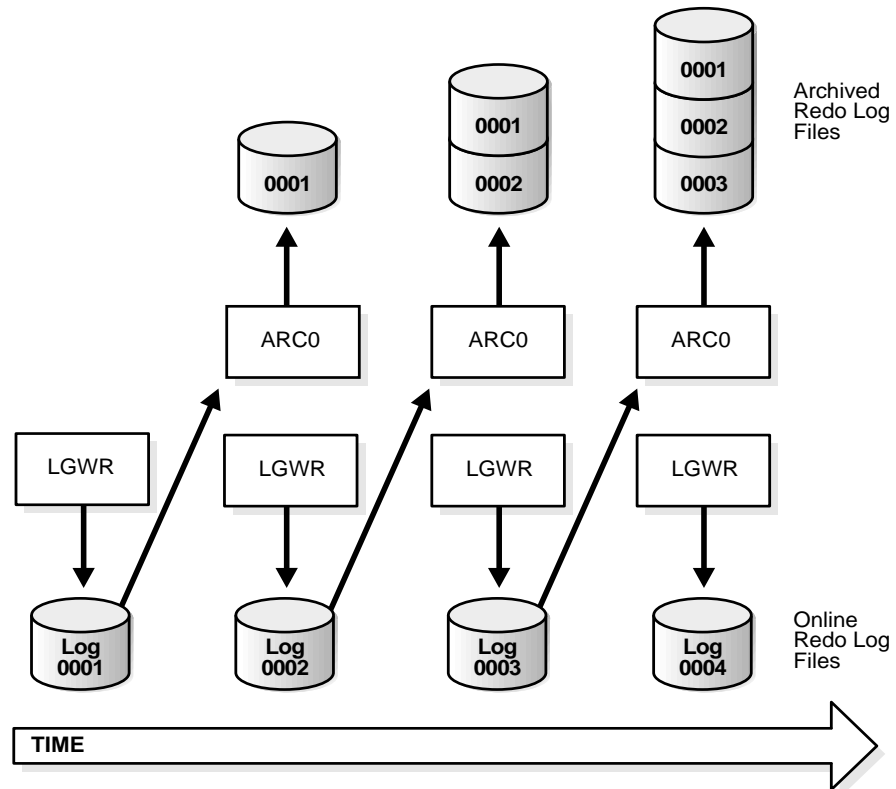 0001
0001
0002
0001
0002
0003
Archived
Redo Log
Files
ARC0
ARC0
ARC0
LGWR
LGWR
LGWR
LGWR
Log
0001
Log
0002
Log
0003
Log
0004
Online
Redo Log
Files
TIME